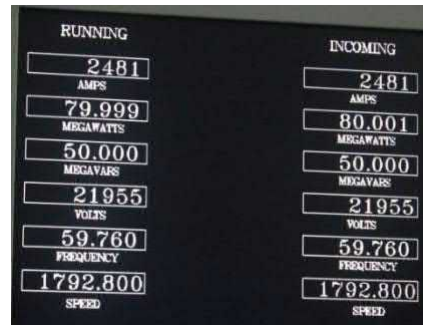 RUNNING
2481
AMPS
79.999
MEGAWATTS
50.000
MEGAVARS
21955
VOLTS
59.760
FREQUENCY
1792.800
SPEED
INCOMING
2481
AMPS
80.001
MEGAWATTS
50.000
MEGAVARS
21955
VOLTS
59.760
FREQUENCY
1792.800
SPEED